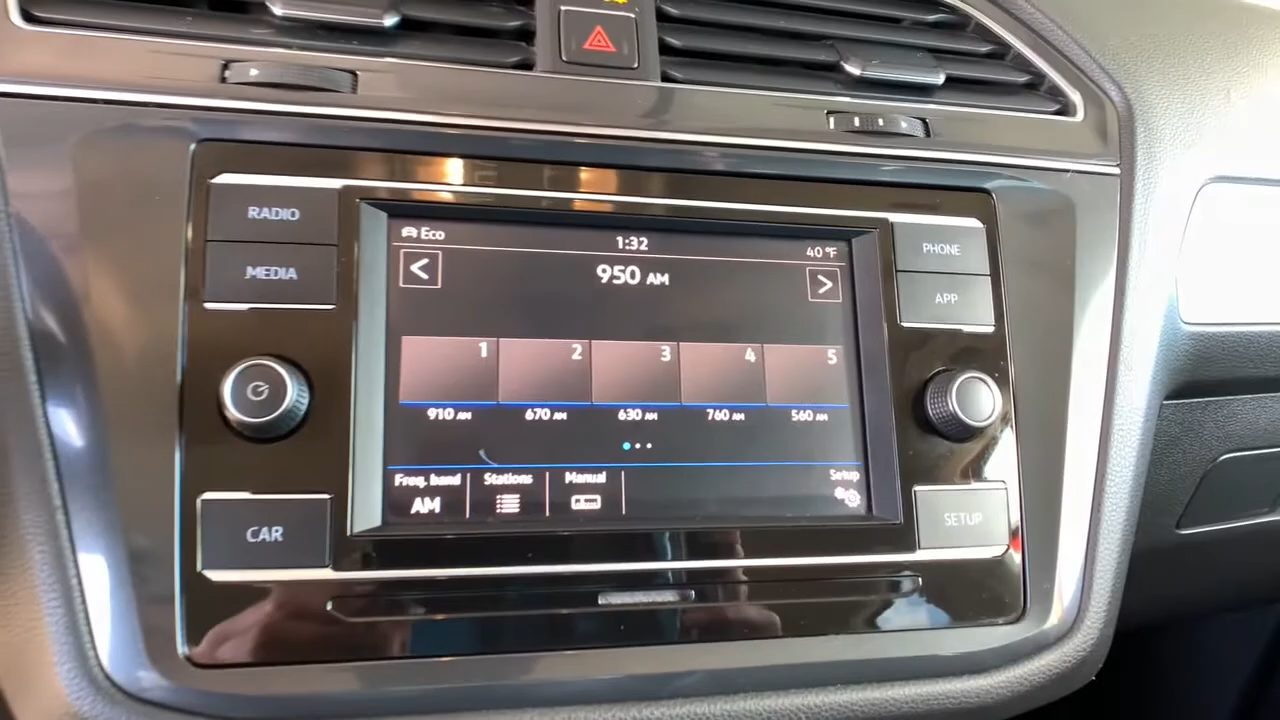 RADIO
MEDIA
CAR
Eco
1:32
40 °F
<
950 AM
>
1
2
3
4
5
910 AM
670 AM
630 AM
760 AM
560 AM
Freq. band
AM
Stations
Manual
Setup
PHONE
APP
SETUP